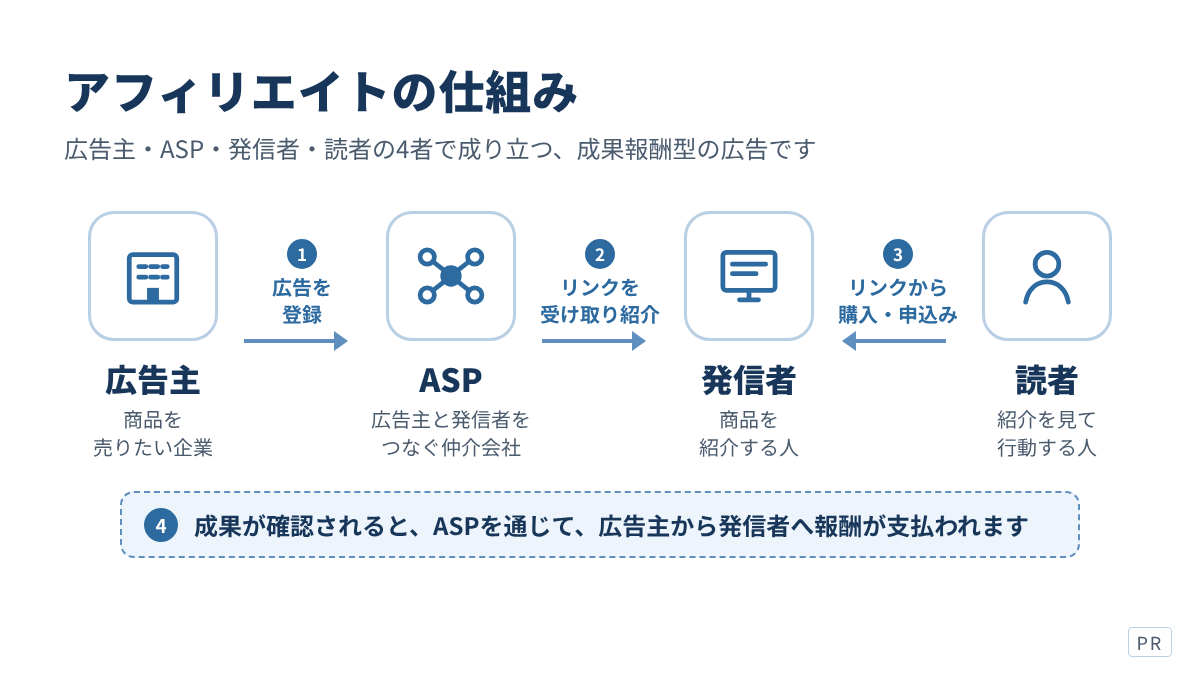 アフィリエイトの仕組み
広告主・ASP・発信者・読者の4者で成り立つ、成果報酬型の広告です
1
広告を
登録
2
リンクを
受け取り紹介
3
リンクから
購入・申込み
広告主
商品を
売りたい企業
ASP
広告主と発信者を
つなぐ仲介会社
発信者
商品を
紹介する人
読者
紹介を見て
行動する人
4 成果が確認されると、ASPを通じて、広告主から発信者へ報酬が支払われます
PR